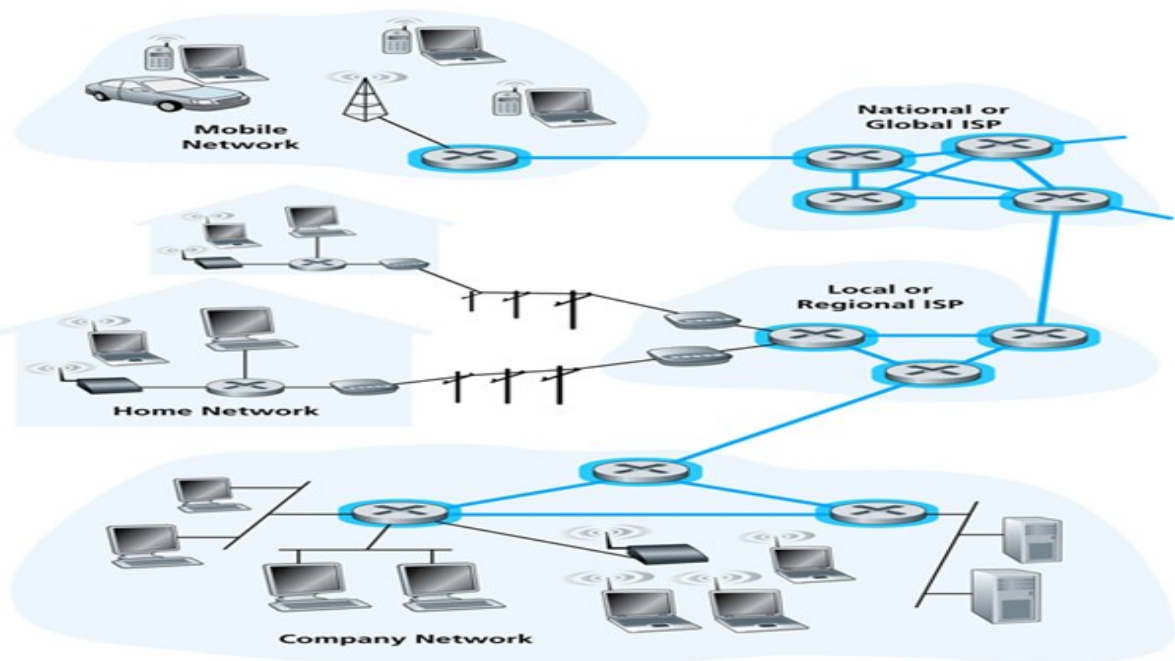 Mobile
Network
National or
Global ISP
Local or
Regional ISP
Home Network
Company Network